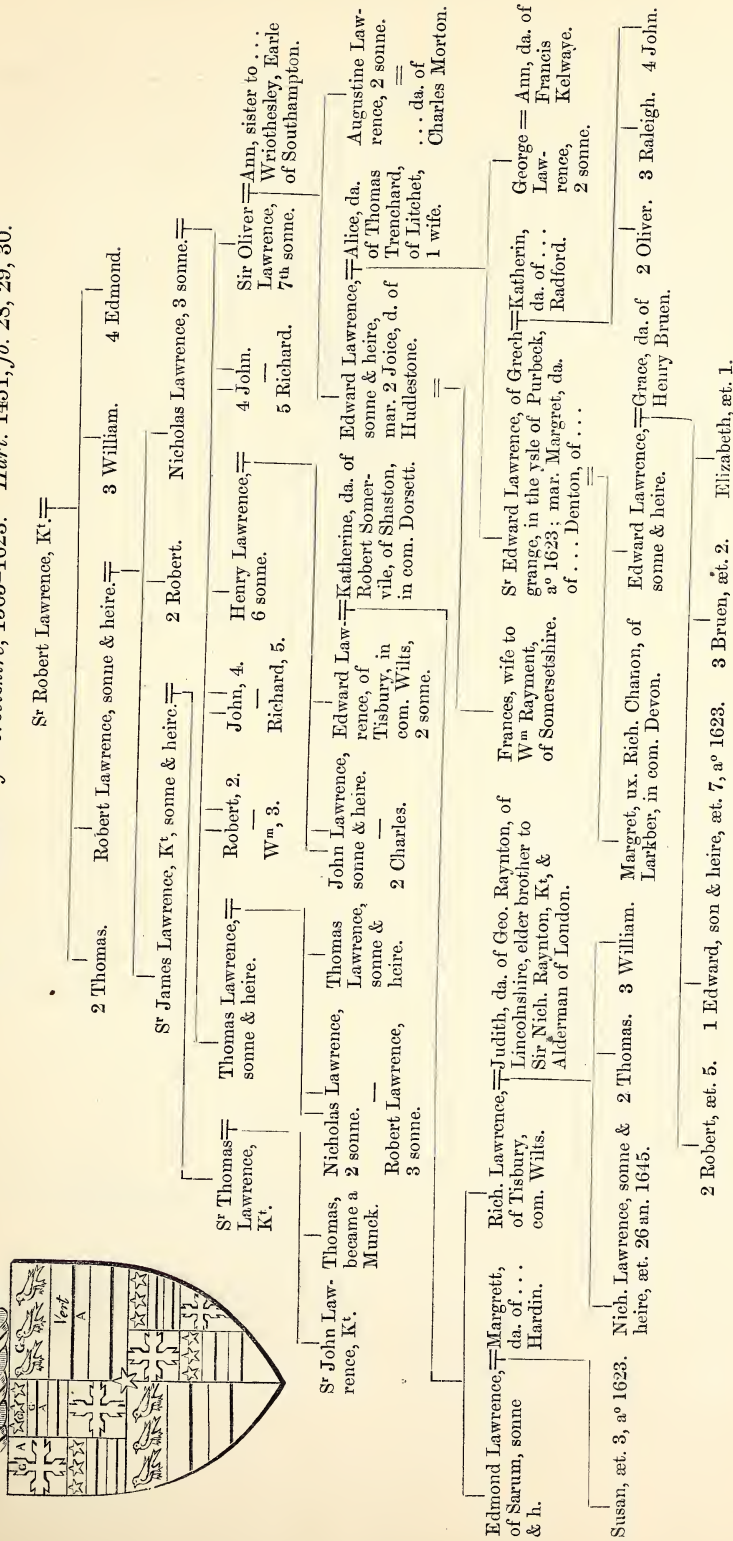 1565–1623. Harl. 1451, fo. 28, 29, 30.
Sr Robert Lawrence, Kt.
2 Thomas.
Robert Lawrence, sonne & heire.
3 William.
4 Edmond.
Sr James Lawrence, Kt, sonne & heire.
2 Robert.
Nicholas Lawrence, 3 sonne.
Sr Thomas
Lawrence,
Kt.
Thomas Lawrence,
sonne & heire.
Robert, 2.
Wm, 3.
John, 4.
Richard, 5.
Henry Lawrence,
6 sonne.
4 John.
5 Richard.
Sir Oliver
Lawrence,
7th sonne.
Ann, sister to ...
Wriothesley, Earle
of Southampton.
Sr John Law-
rence, Kt.
Thomas,
became a
Munck.
Nicholas Lawrence,
2 sonne.
Robert Lawrence,
3 sonne.
Thomas
Lawrence,
sonne &
heire.
John Lawrence,
sonne & heire.
2 Charles.
Edward Law-
rence, of
Tisbury, in
com. Wilts,
2 sonne.
Katherine, da. of
Robert Somer-
vile, of Shaston,
in com. Dorsett.
Edward Lawrence,
sonne & heire,
mar. 2 Joice, d. of
Hudlestone.
Alice, da.
of Thomas
Trenchard,
of Litchet,
1 wife.
Augustine Law-
rence, 2 sonne.
=
... da. of
Charles Morton.
Edmond Lawrence,
of Sarum, sonne
& h.
Margrett,
da. of ...
Hardin.
Rich. Lawrence,
of Tisbury,
com. Wilts.
Judith, da. of Geo. Raynton, of
Lincolnshire, elder brother to
Sir Nich. Raynton, Kt, &
Alderman of London.
Frances, wife to
Wm Rayment,
of Somersetshire.
Sr Edward Lawrence, of Grech
grange, in the ysle of Purbeck,
ao 1623; mar. Margret, da.
of ... Denton, of ...
Katherin,
da. of ...
Radford.
George = Ann, da. of
Law-
rence,
2 sonne.
Francis
Kelwaye.
Susan, æt. 3, ao 1623.
Nich. Lawrence, sonne &
heire, æt. 26 an. 1645.
2 Thomas.
3 William.
Margret, ux. Rich. Chanon, of
Larkber, in com. Devon.
Edward Lawrence,
sonne & heire.
Grace, da. of
Henry Bruen.
2 Oliver.
3 Raleigh.
4 John.
2 Robert, æt. 5.
1 Edward, son & heire, æt. 7, ao 1623.
3 Bruen, æt. 2.
Elizabeth, æt. 1.
G
A
G
A
G
Vert
A